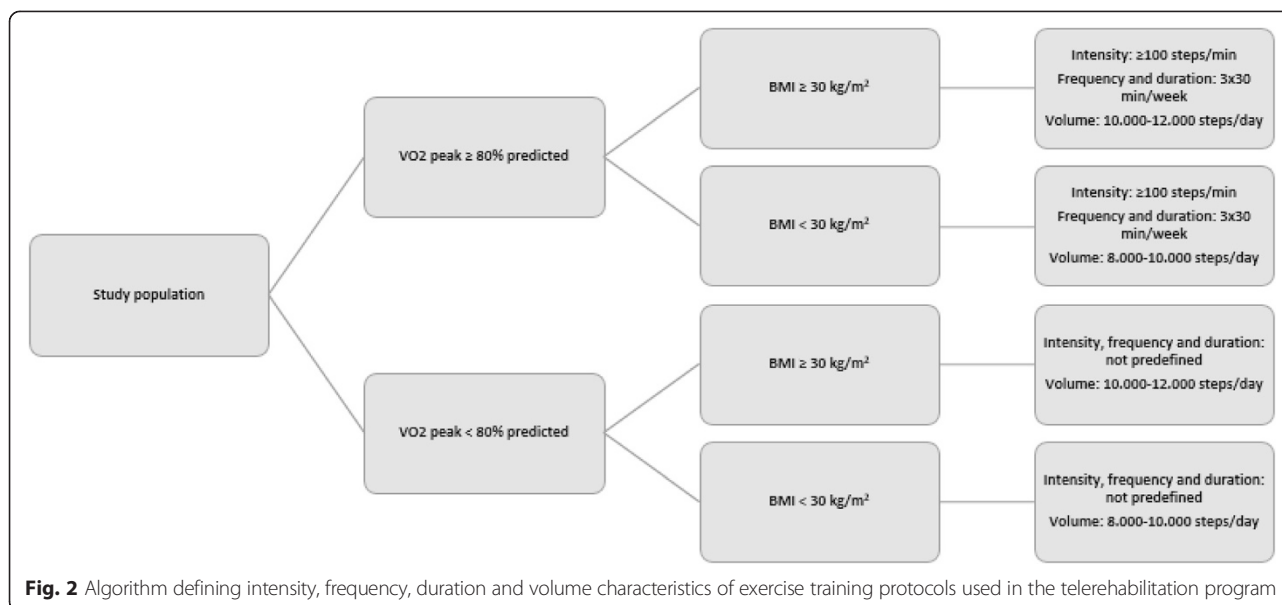 Study population
VO2 peak ≥ 80% predicted
BMI ≥ 30 kg/m²
Intensity: ≥100 steps/min
Frequency and duration: 3x30
min/week
Volume: 10.000-12.000 steps/day
BMI < 30 kg/m²
Intensity: ≥100 steps/min
Frequency and duration: 3x30
min/week
Volume: 8.000-10.000 steps/day
VO2 peak < 80% predicted
BMI ≥ 30 kg/m²
Intensity, frequency and duration:
not predefined
Volume: 10.000-12.000 steps/day
BMI < 30 kg/m²
Intensity, frequency and duration:
not predefined
Volume: 8.000-10.000 steps/day
Fig. 2 Algorithm defining intensity, frequency, duration and volume characteristics of exercise training protocols used in the telerehabilitation program